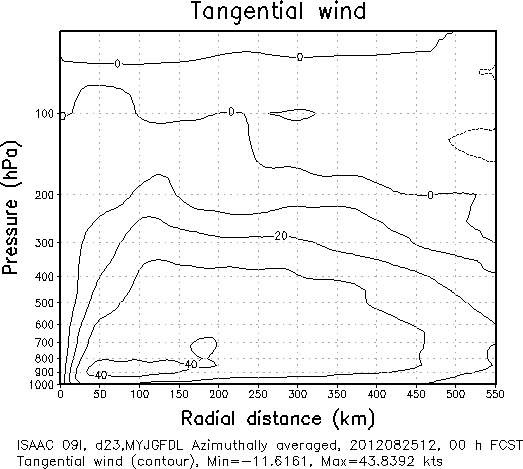 Tangential wind
0
0
100
0
200
0
20
300
400
500
600
700
800
40
900
40
1000
0 50 100 150 200 250 300 350 400 450 500 550
Pressure (hPa)
Radial distance (km)
ISAAC 09l, d23,MYJGFDL Azimuthally averaged, 2012082512, 00 h FCST
Tangential wind (contour), Min=−11.6161, Max=43.8392 kts